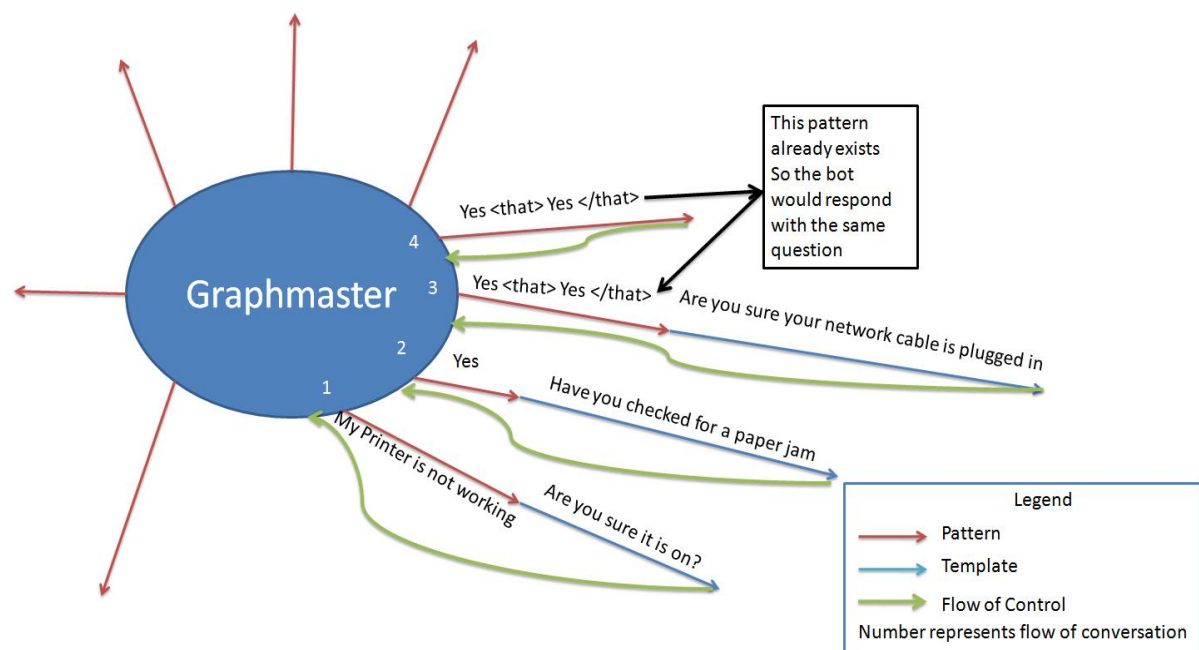 This pattern
already exists
So the bot
would respond
with the same
question
Yes <that> Yes </that>
4
Graphmaster
3
Yes <that> Yes </that>
Are you sure your network cable is plugged in
2
Yes
Have you checked for a paper jam
1
My Printer is not working
Are you sure it is on?
Legend
Pattern
Template
Flow of Control
Number represents flow of conversation